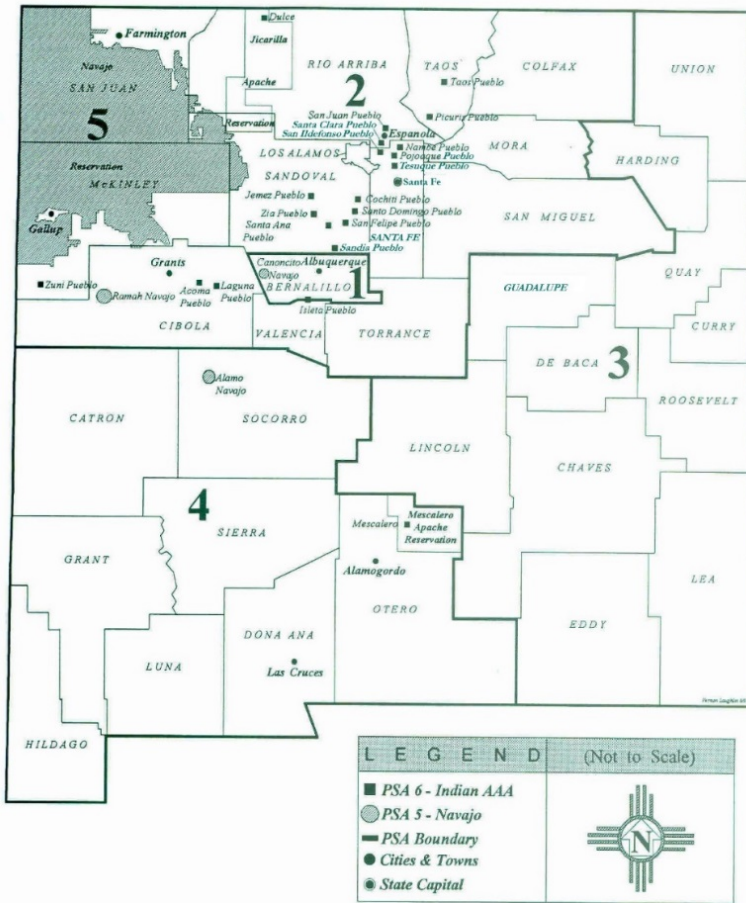 Dulce
Farmington
Jicarilla
Navajo
SAN JUAN
RIO ARRIBA
TAOS
COLFAX
UNION
Apache
2
Taos Pueblo
5
Reservation
San Juan Pueblo
Picuris Pueblo
Santa Clara Pueblo
San Ildefonso Pueblo
Espanola
Nambe Pueblo
MORA
Reservation
LOS ALAMOS
Pojoaque Pueblo
Tesuque Pueblo
HARDING
McKINLEY
SANDOVAL
Santa Fe
Jemez Pueblo
Cochiti Pueblo
Zia Pueblo
Santo Domingo Pueblo
SAN MIGUEL
Gallup
Santa Ana
Pueblo
San Felipe Pueblo
SANTA FE
Sandia Pueblo
Grants
Canoncito
Navajo
Albuquerque
QUAY
Zuni Pueblo
Acoma
Pueblo
Laguna
Pueblo
1
BERNALILLO
GUADALUPE
Ramah Navajo
Isleta Pueblo
CURRY
CIBOLA
VALENCIA
TORRANCE
DE BACA
3
Alamo
Navajo
ROOSEVELT
CATRON
SOCORRO
LINCOLN
CHAVES
4
SIERRA
Mescalero
Mescalero
Apache
Reservation
GRANT
Alamogordo
LEA
OTERO
EDDY
DONA ANA
LUNA
Las Cruces
HILDAGO
LEGEND
(Not to Scale)
PSA 6 - Indian AAA
PSA 5 - Navajo
PSA Boundary
Cities & Towns
State Capital
N